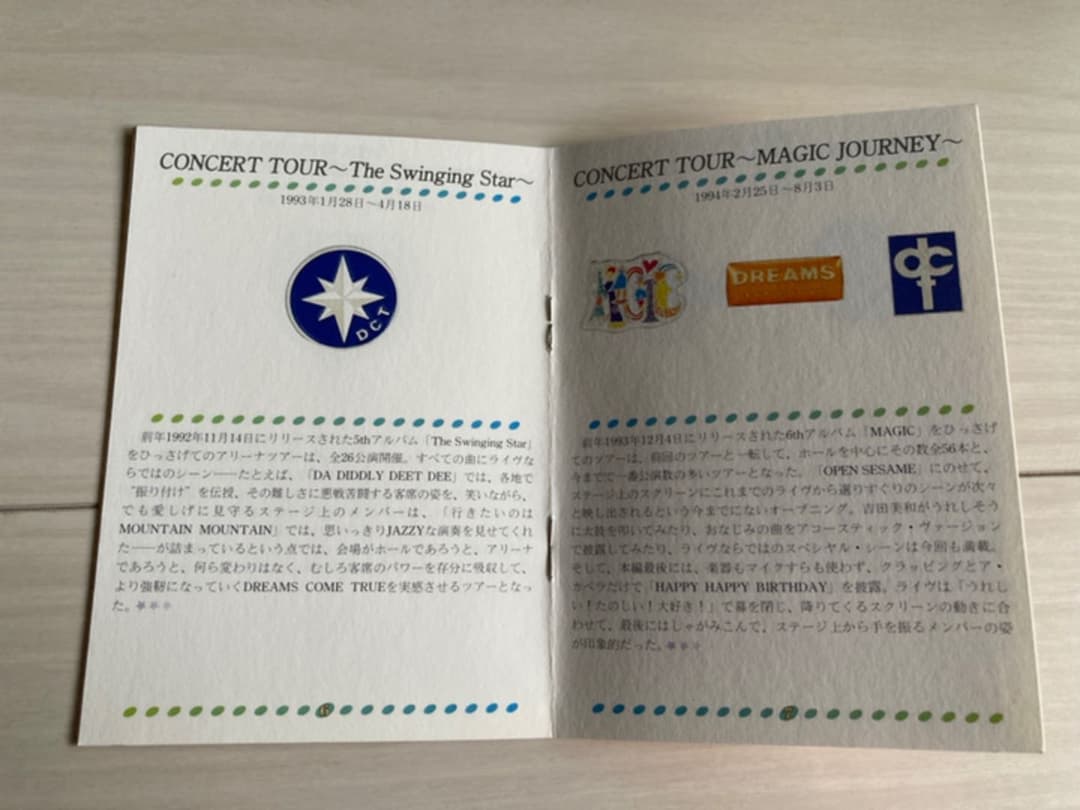 CONCERT TOUR～The Swinging Star～
1993年1月28日～4月18日
DCT
前年1992年11月14日にリリースされた5thアルバム「The Swinging Star」
をひっさげてのアリーナツアーは、全26公演開催。すべての曲にライヴな
らではのシーン――たとえば、「DA DIDDLY DEET DEE」では、各地で
“振り付け”を伝授、その難しさに悪戦苦闘する客席の姿を、笑いながら、
でも愛しげに見守るステージ上のメンバーは、「行きたいのは
MOUNTAIN MOUNTAIN」では、思いっきりJAZZYな演奏を見せてくれ
た――が詰まっているという点では、会場がホールであろうと、アリーナ
であろうと、何ら変わりはなく、むしろ客席のパワーを存分に吸収して、
より強靭になっていくDREAMS COME TRUEを実感させるツアーとなっ
た。
6
CONCERT TOUR～MAGIC JOURNEY～
1994年2月25日～8月3日
MAGIC
DREAMS
dct
前年1993年12月4日にリリースされた6thアルバム「MAGIC」をひっさげ
てのツアーは、前回のツアーと一転して、ホールを中心にその数全56本と、
今までで一番公演数の多いツアーとなった。「OPEN SESAME」にのせて、
ステージ上のスクリーンにこれまでのライヴから選りすぐりのシーンが次々
と映し出されるという今までにないオープニング。吉田美和がうれしそう
に太鼓を叩いてみたり、おなじみの曲をアコースティック・ヴァージョン
で披露してみたり、ライヴならではのスペシャル・シーンは今回も満載。
そして、本編最後には、楽器もマイクすらも使わず、クラッピングとア・
カペラだけで「HAPPY HAPPY BIRTHDAY」を披露。ライヴは「うれし
い！たのしい！大好き！」で幕を閉じ、降りてくるスクリーンの動きに合
わせて、最後にはしゃがみこんで、ステージ上から手を振るメンバーの姿
が印象的だった。
7